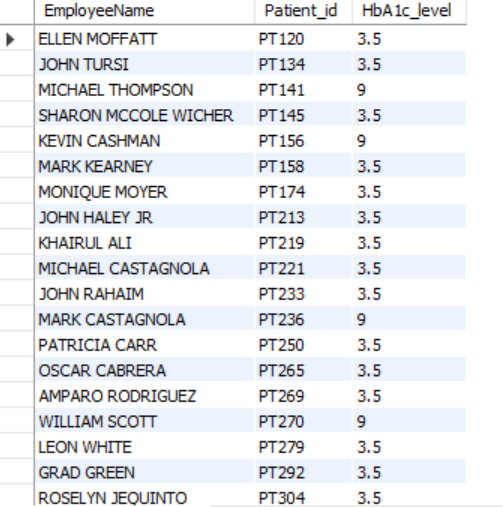 EmployeeName Patient_id HbA1c_level
ELLEN MOFFATT PT120 3.5
JOHN TURSI PT134 3.5
MICHAEL THOMPSON PT141 9
SHARON MCCOLE WICHER PT145 3.5
KEVIN CASHMAN PT156 9
MARK KEARNEY PT158 3.5
MONIQUE MOYER PT174 3.5
JOHN HALEY JR PT213 3.5
KHAIRUL ALI PT219 3.5
MICHAEL CASTAGNOLA PT221 3.5
JOHN RAHAIM PT233 3.5
MARK CASTAGNOLA PT236 9
PATRICIA CARR PT250 3.5
OSCAR CABRERA PT265 3.5
AMPARO RODRIGUEZ PT269 3.5
WILLIAM SCOTT PT270 9
LEON WHITE PT279 3.5
GRAD GREEN PT292 3.5
ROSELYN JEQUINTO PT304 3.5